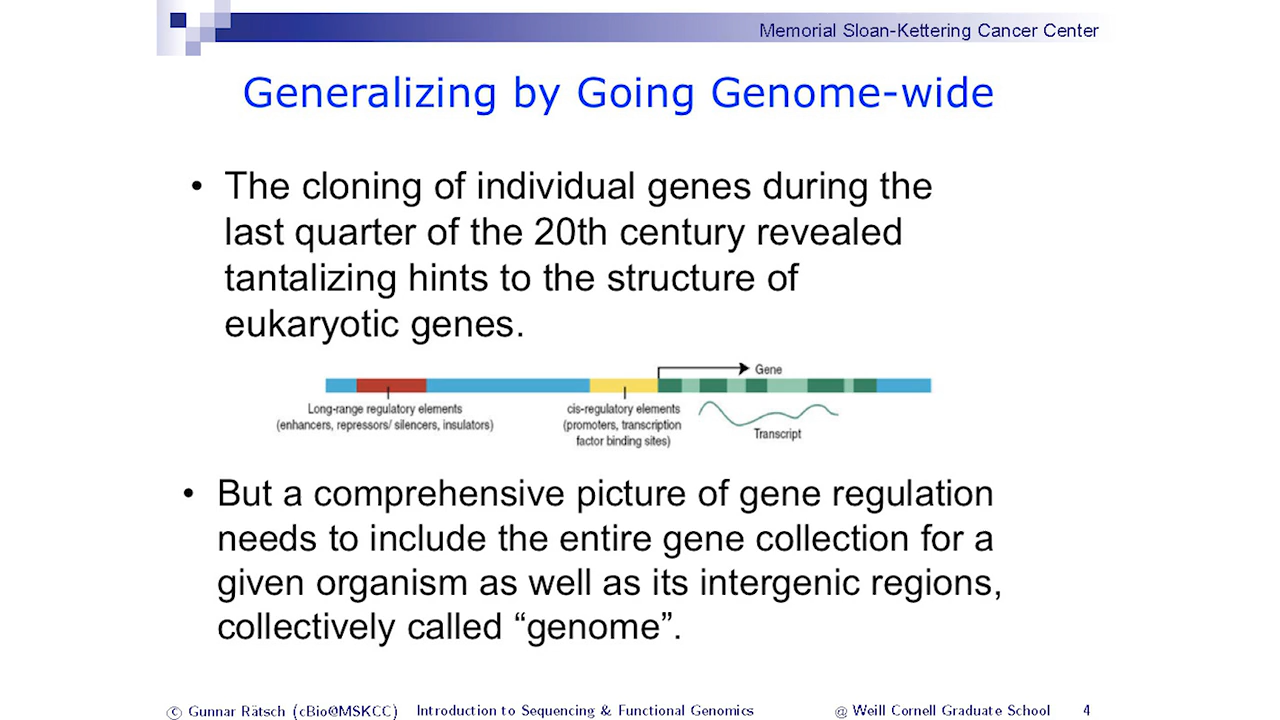 Memorial Sloan-Kettering Cancer Center
Generalizing by Going Genome-wide
• The cloning of individual genes during the
last quarter of the 20th century revealed
tantalizing hints to the structure of
eukaryotic genes.
Gene
Long-range regulatory elements
(enhancers, repressors/ silencers, insulators)
cis-regulatory elements
(promoters, transcription
factor binding sites)
Transcript
• But a comprehensive picture of gene regulation
needs to include the entire gene collection for a
given organism as well as its intergenic regions,
collectively called “genome”.
© Gunnar Rätsch (cBio@MSKCC) Introduction to Sequencing & Functional Genomics @ Weill Cornell Graduate School 4